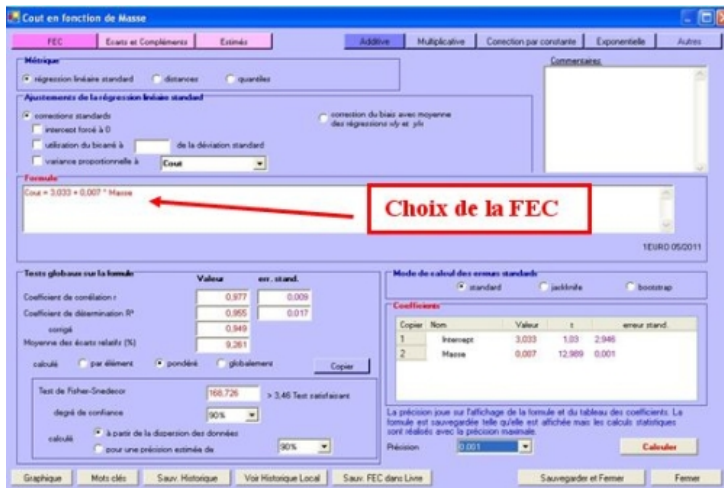 Cout en fonction de Masse
FEC Ecarts et Compléments Estimés Additive Multiplicative Correction par constante Exponentielle Autres
Métrique
régression linéaire standard distances quantiles
Commentaires
Ajustements de la régression linéaire standard
corrections standards
correction du biais avec moyenne
des régressions x/y et y/x
intercept forcé à 0
utilisation du bicarré à de la déviation standard
variance proportionnelle à Cout
Formule
Cout = 3,033 + 0,007 * Masse
Choix de la FEC
1EURO 05/2011
Tests globaux sur la formule Valeur err. stand.
Coefficient de corrélation r 0,977 0,009
Coefficient de détermination R² 0,955 0,017
corrigé 0,949
Moyenne des écarts relatifs (%) 9,261
calculé par élément pondéré globalement Copier
Test de Fisher-Snedecor 168,726 > 3,46 Test satisfaisant
degré de confiance 90%
calculé à partir de la dispersion des données
pour une précision estimée de 90%
Mode de calcul des erreurs standards
standard jackknife bootstrap
Coefficients
Copier Nom Valeur t erreur stand.
1 Intercept 3,033 1,03 2,946
2 Masse 0,007 12,989 0,001
La précision joue sur l'affichage de la formule et du tableau des coefficients. La
formule est sauvegardée telle qu'elle est affichée mais les calculs statistiques
sont réalisés avec la précision maximale.
Précision 0.001 Calculer
Graphique Mots clés Sauv. Historique Voir Historique Local Sauv. FEC dans Livre Sauvegarder et Fermer Fermer